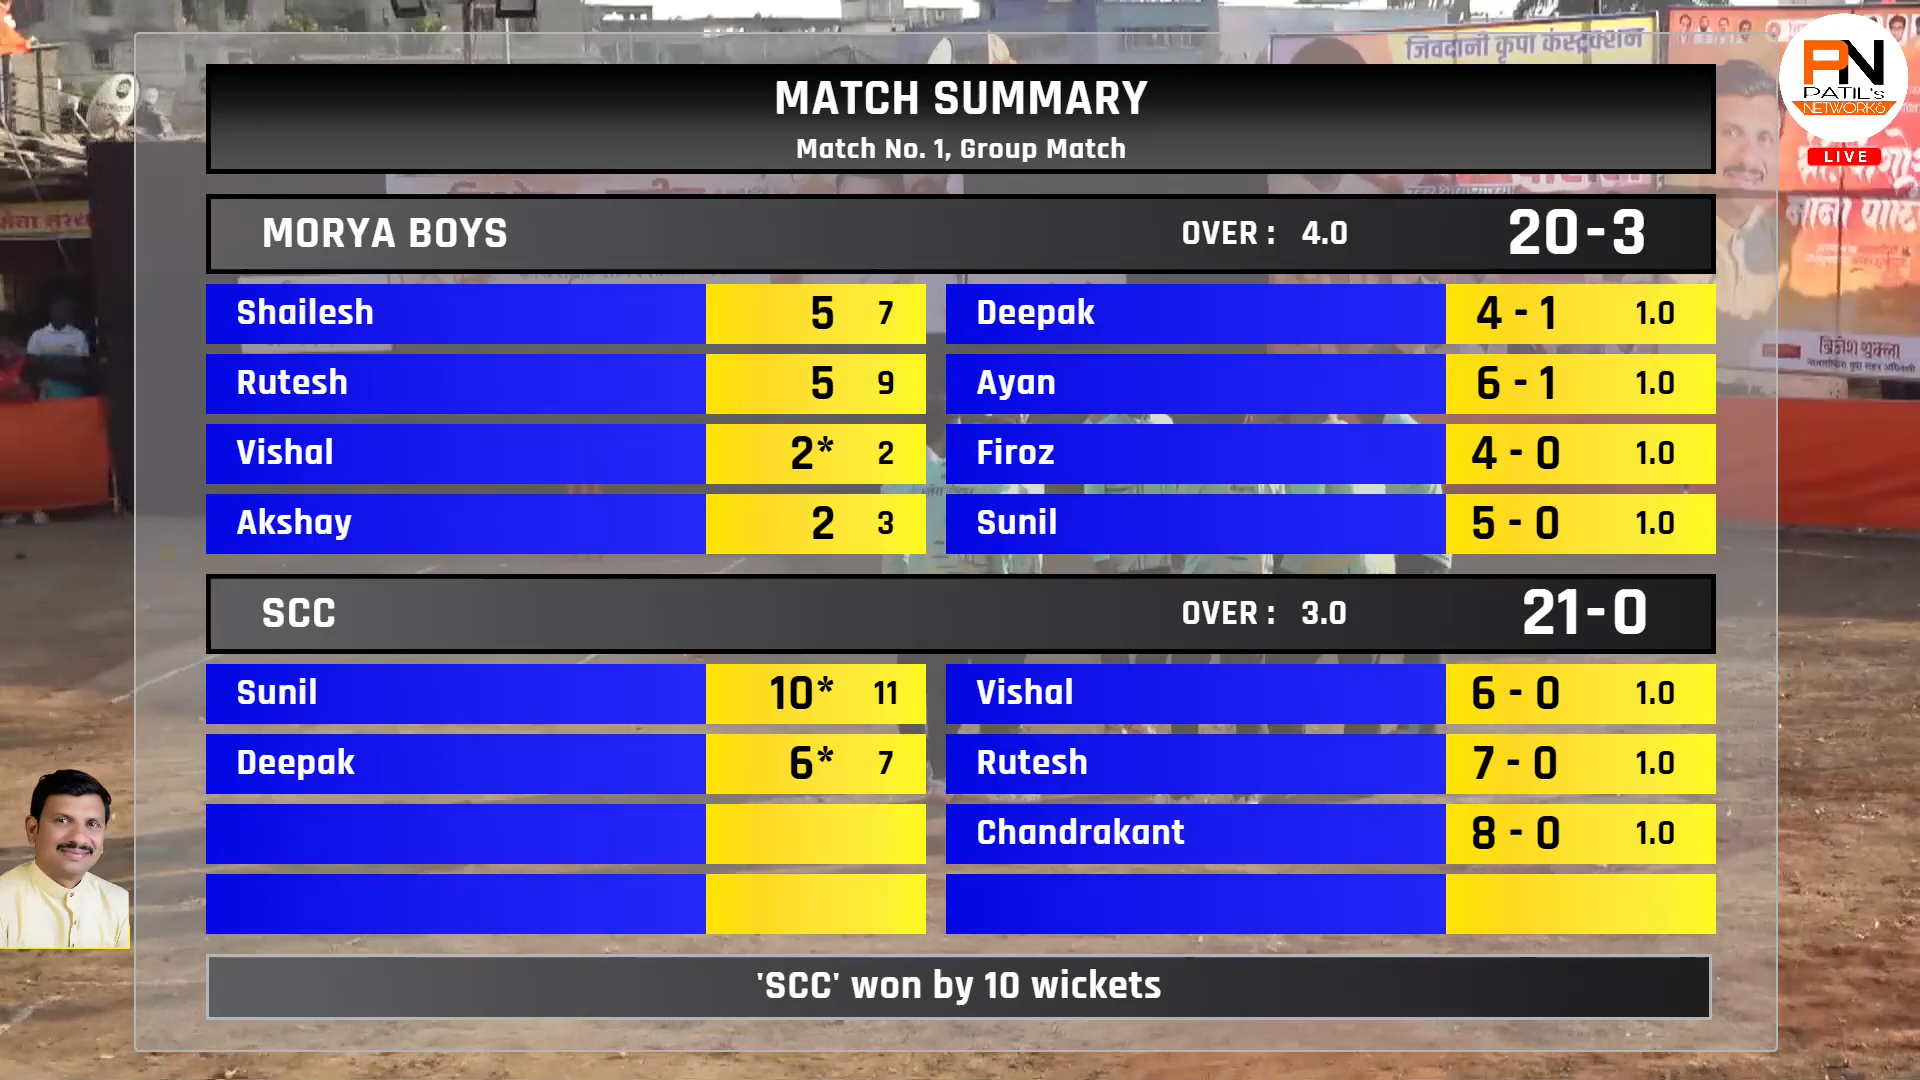 जिवदानी कृपा कंस्ट्रक्शन
PN
PATIL's
NETWORKS
LIVE
MATCH SUMMARY
Match No. 1, Group Match
MORYA BOYS OVER : 4.0 20-3
Shailesh 5 7 Deepak 4 - 1 1.0
Rutesh 5 9 Ayan 6 - 1 1.0
Vishal 2* 2 Firoz 4 - 0 1.0
Akshay 2 3 Sunil 5 - 0 1.0
SCC OVER : 3.0 21-0
Sunil 10* 11 Vishal 6 - 0 1.0
Deepak 6* 7 Rutesh 7 - 0 1.0
Chandrakant 8 - 0 1.0
'SCC' won by 10 wickets
ब्रिजेश शुक्ला